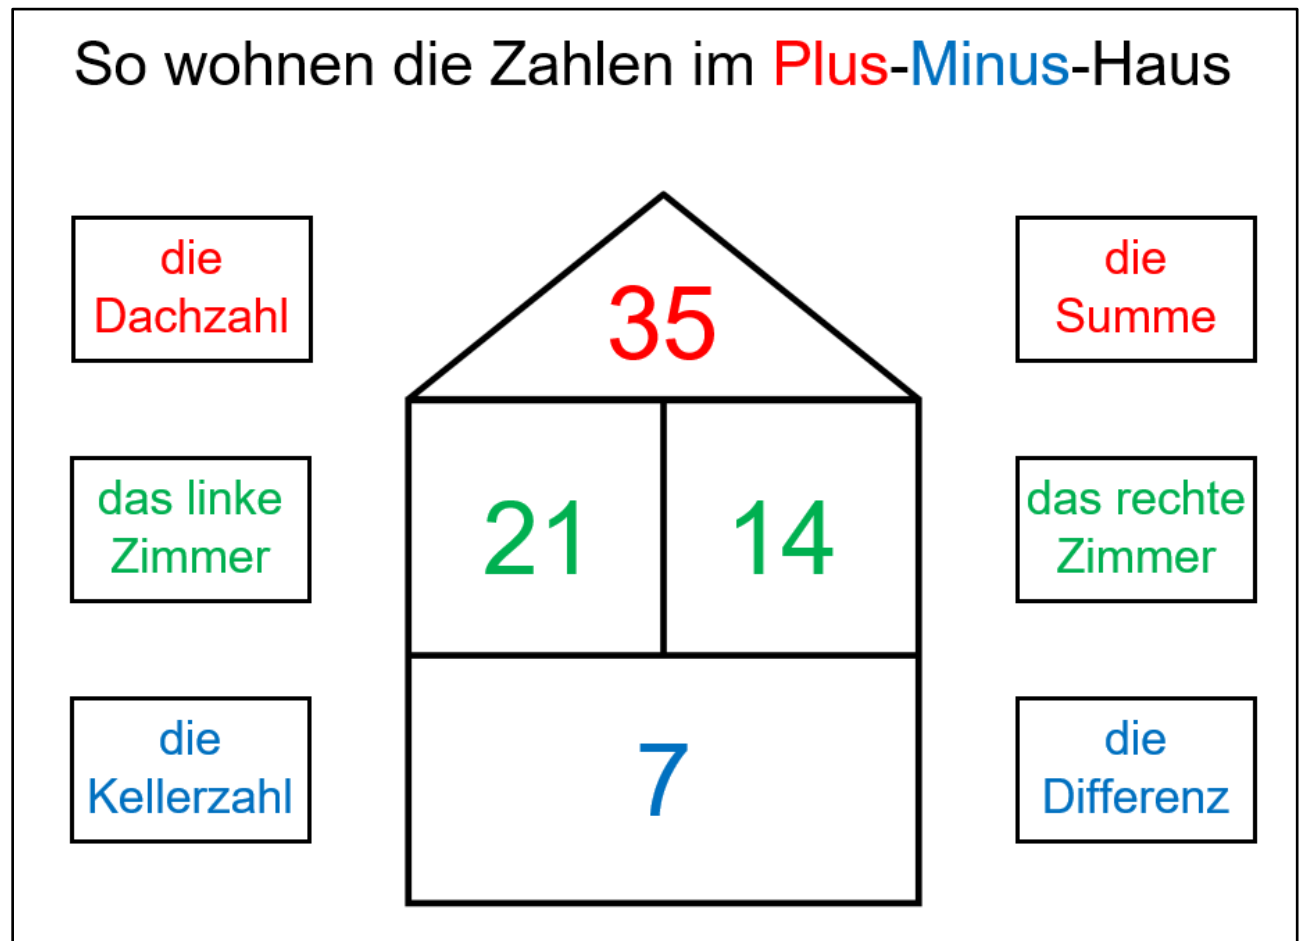 So wohnen die Zahlen im Plus-Minus-Haus
die
Dachzahl
35
die
Summe
das linke
Zimmer
21
14
das rechte
Zimmer
die
Kellerzahl
7
die
Differenz